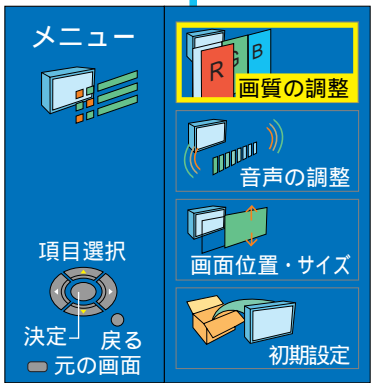 メニュー
項目選択
決定
戻る
元の画面
R G B
画質の調整
音声の調整
画面位置・サイズ
初期設定